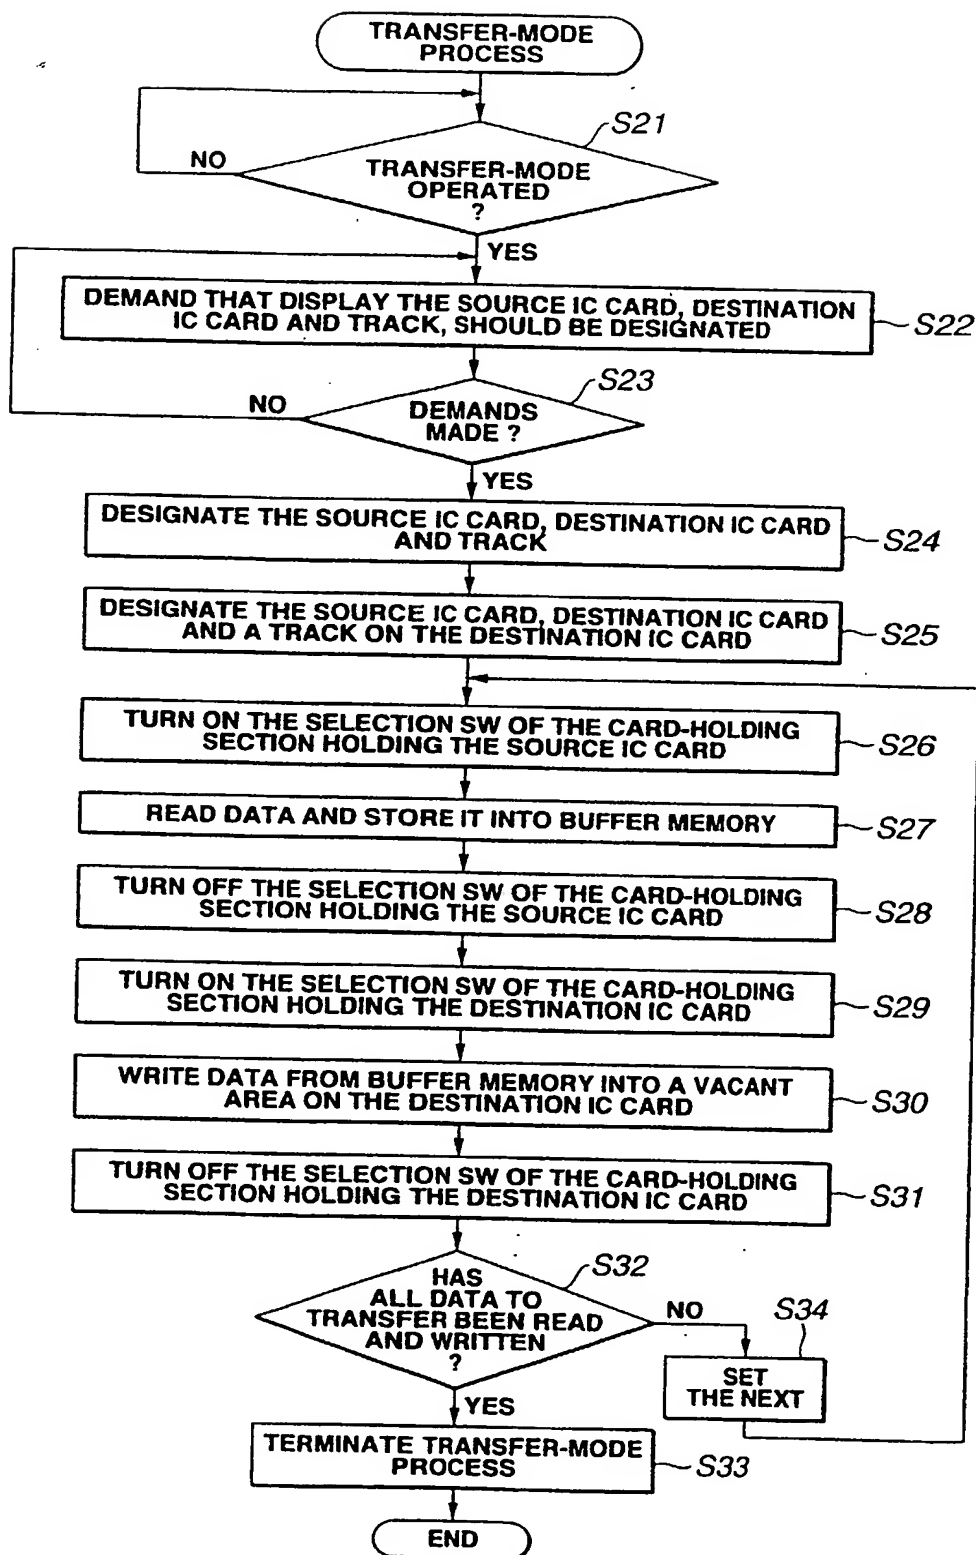 TRANSFER-MODE
PROCESS
S21
NO
TRANSFER-MODE
OPERATED
?
YES
DEMAND THAT DISPLAY THE SOURCE IC CARD, DESTINATION
IC CARD AND TRACK, SHOULD BE DESIGNATED
S22
S23
NO
DEMANDS
MADE ?
YES
DESIGNATE THE SOURCE IC CARD, DESTINATION IC CARD
AND TRACK
S24
DESIGNATE THE SOURCE IC CARD, DESTINATION IC CARD
AND A TRACK ON THE DESTINATION IC CARD
S25
TURN ON THE SELECTION SW OF THE CARD-HOLDING
SECTION HOLDING THE SOURCE IC CARD
S26
READ DATA AND STORE IT INTO BUFFER MEMORY
S27
TURN OFF THE SELECTION SW OF THE CARD-HOLDING
SECTION HOLDING THE SOURCE IC CARD
S28
TURN ON THE SELECTION SW OF THE CARD-HOLDING
SECTION HOLDING THE DESTINATION IC CARD
S29
WRITE DATA FROM BUFFER MEMORY INTO A VACANT
AREA ON THE DESTINATION IC CARD
S30
TURN OFF THE SELECTION SW OF THE CARD-HOLDING
SECTION HOLDING THE DESTINATION IC CARD
S31
S32
HAS
ALL DATA TO
TRANSFER BEEN READ
AND WRITTEN
?
NO
S34
SET
THE NEXT
YES
TERMINATE TRANSFER-MODE
PROCESS
S33
END